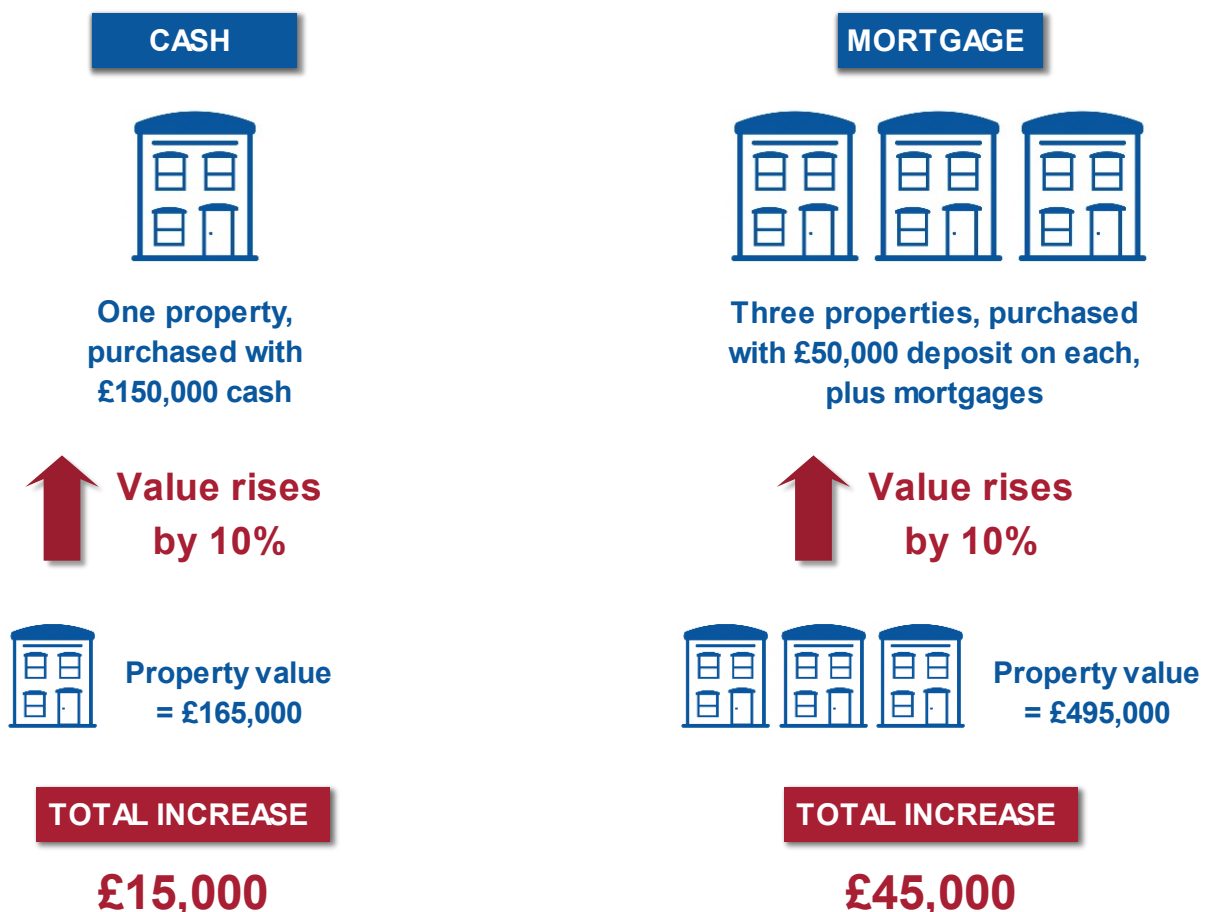 CASH
One property,
purchased with
£150,000 cash
Value rises
by 10%
Property value
= £165,000
TOTAL INCREASE
£15,000
MORTGAGE
Three properties, purchased
with £50,000 deposit on each,
plus mortgages
Value rises
by 10%
Property value
= £495,000
TOTAL INCREASE
£45,000